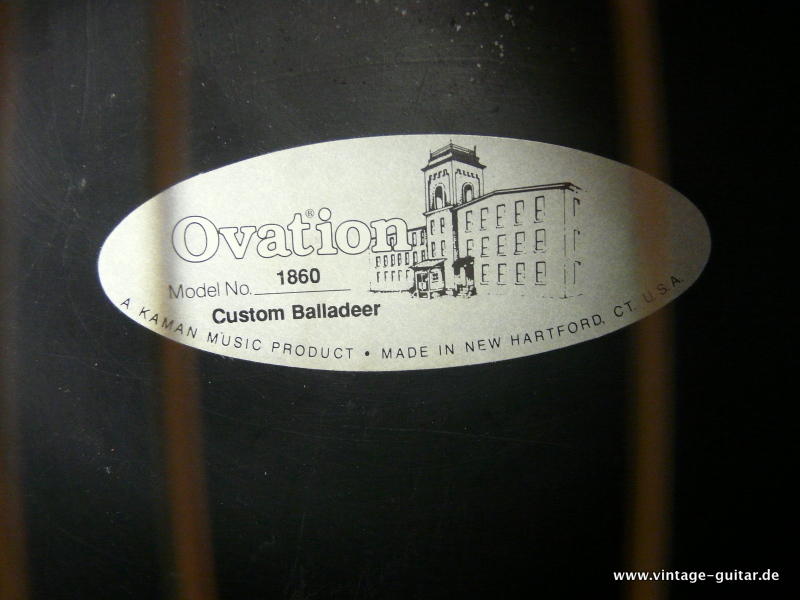 Ovation®
Model No. 1860
Custom Balladeer
A KAMAN MUSIC PRODUCT • MADE IN NEW HARTFORD, CT. U.S.A.
www.vintage-guitar.de